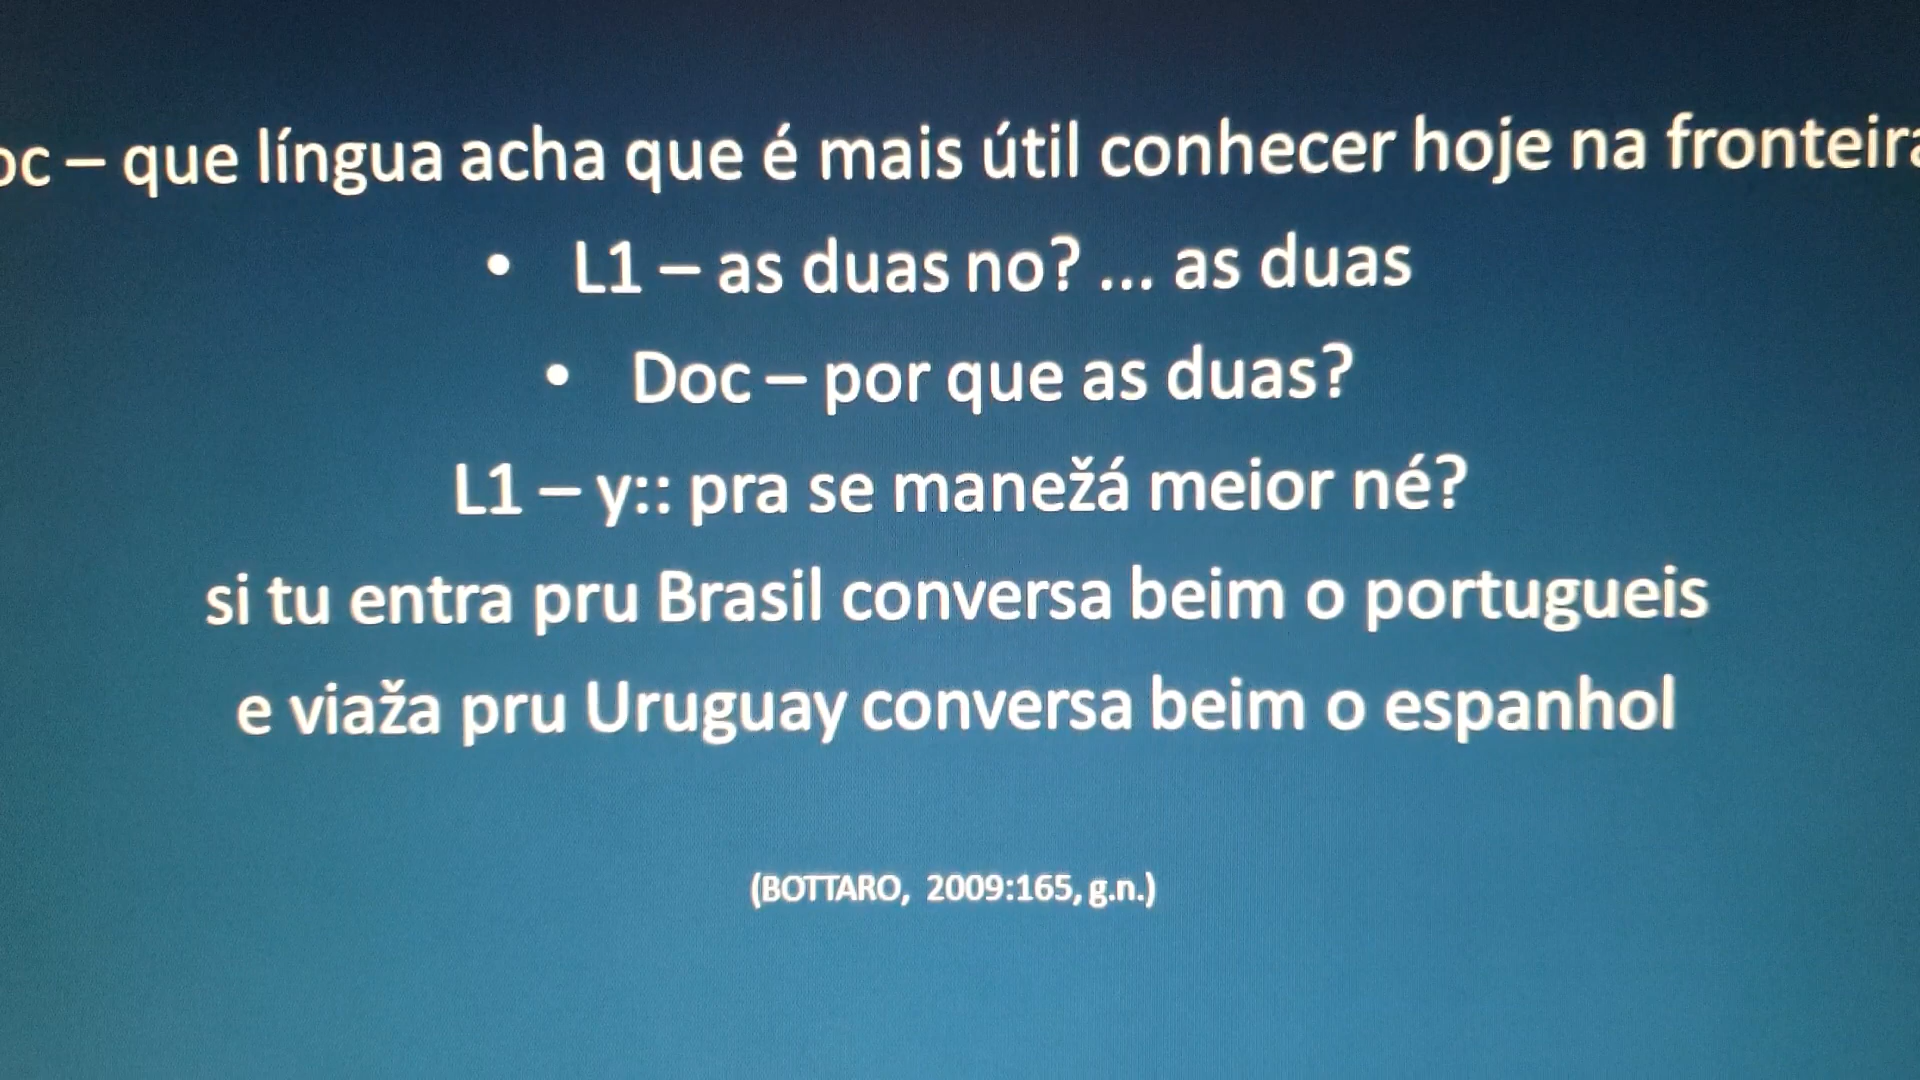 oc – que língua acha que é mais útil conhecer hoje na fronteira
• L1 – as duas no? ... as duas
• Doc – por que as duas?
L1 – y:: pra se manežá meior né?
si tu entra pru Brasil conversa beim o portugueis
e viaža pru Uruguay conversa beim o espanhol
(BOTTARO, 2009:165, g.n.)